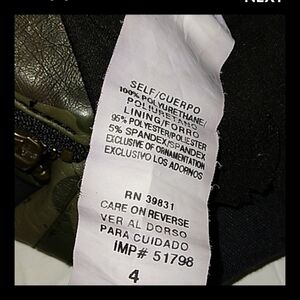 NEXT
SELF/CUERPO
100% POLYURETHANE/
POLIURETANO
LINING/FORRO
95% POLYESTER/POLIESTER
5% SPANDEX/SPANDEX
EXCLUSIVE OF ORNAMENTATION
EXCLUSIVO LOS ADORNOS
RN 39831
CARE ON REVERSE
VER AL DORSO
PARA CUIDADO
IMP# 51798
4